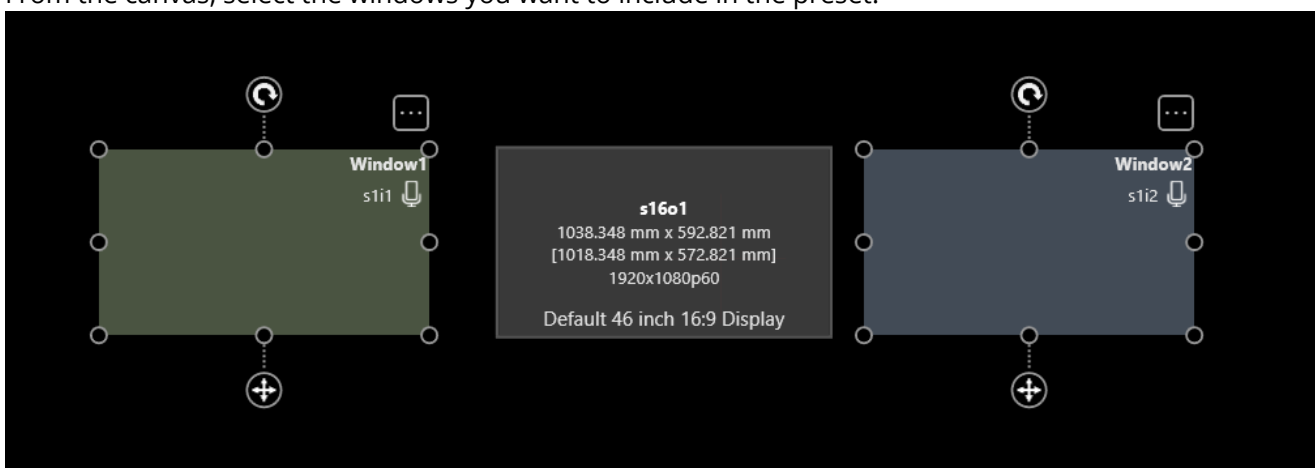 From the canvas, select the windows you want to include in the preset.
Window1
s1i1
s16o1
1038.348 mm x 592.821 mm
[1018.348 mm x 572.821 mm]
1920x1080p60
Default 46 inch 16:9 Display
Window2
s1i2